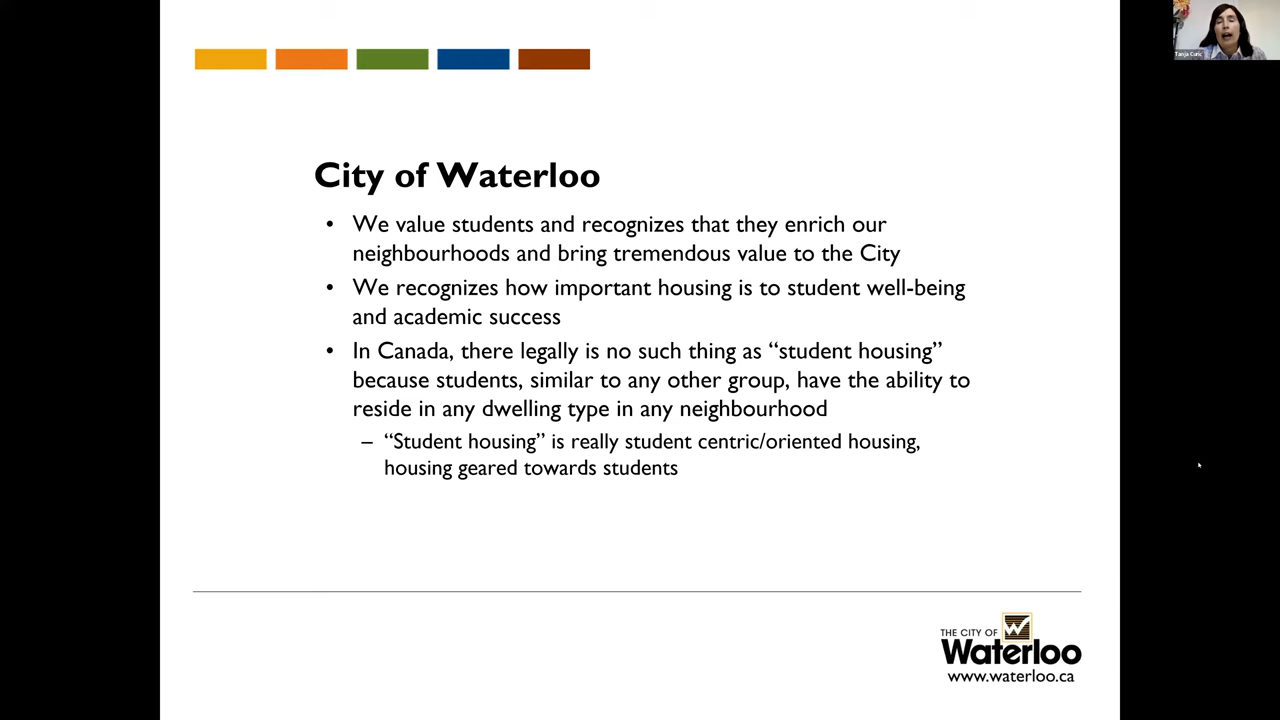 Tanja Curic
City of Waterloo
• We value students and recognizes that they enrich our
neighbourhoods and bring tremendous value to the City
• We recognizes how important housing is to student well-being
and academic success
• In Canada, there legally is no such thing as “student housing”
because students, similar to any other group, have the ability to
reside in any dwelling type in any neighbourhood
– “Student housing” is really student centric/oriented housing,
housing geared towards students
THE CITY OF
Waterloo
www.waterloo.ca